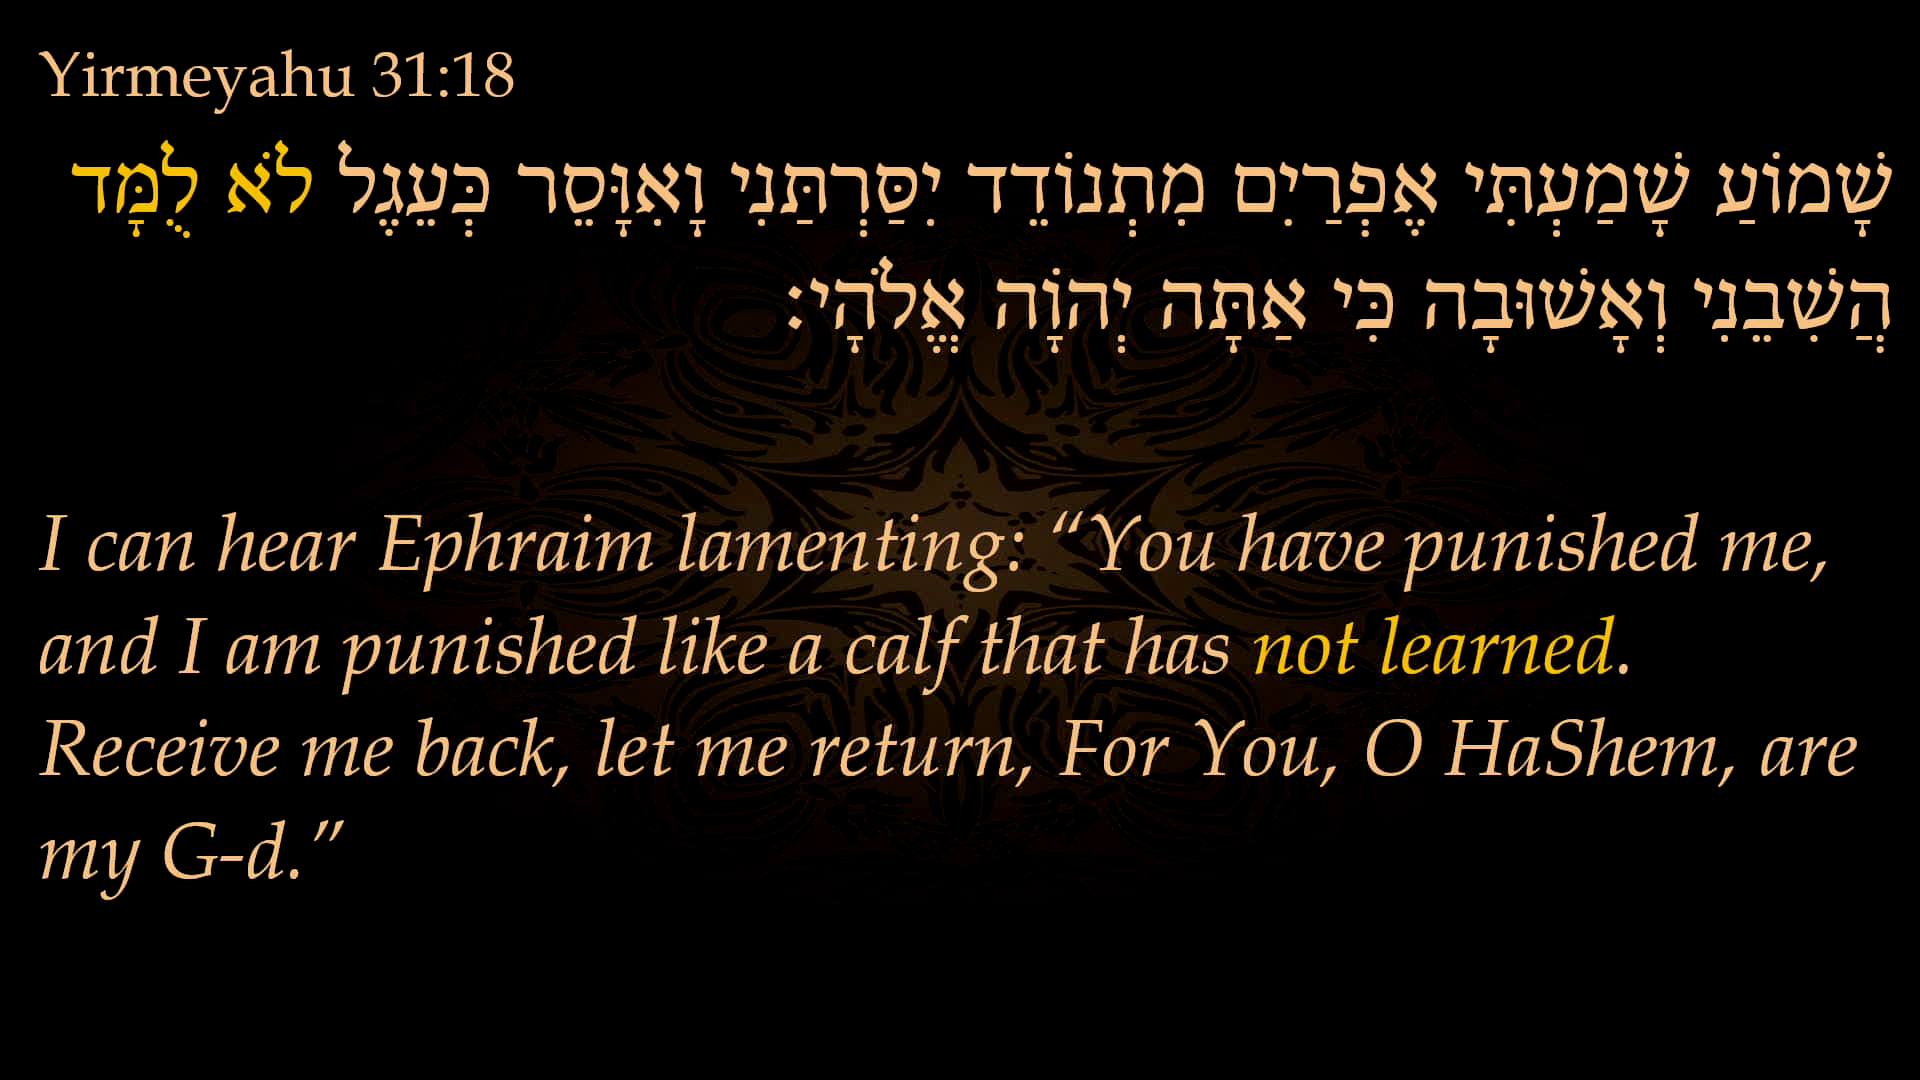 Yirmeyahu 31:18
שָׁמוֹעַ שָׁמַעְתִּי אֶפְרַיִם מִתְנוֹדֵד יִסַּרְתַּנִי וָאִוָּסֵר כְּעֵגֶל לֹא לֻמָּד
הֲשִׁבֵנִי וְאָשׁוּבָה כִּי אַתָּה יְהוָֹה אֱלֹהָי:
I can hear Ephraim lamenting: “You have punished me,
and I am punished like a calf that has not learned.
Receive me back, let me return, For You, O HaShem, are
my G-d.”